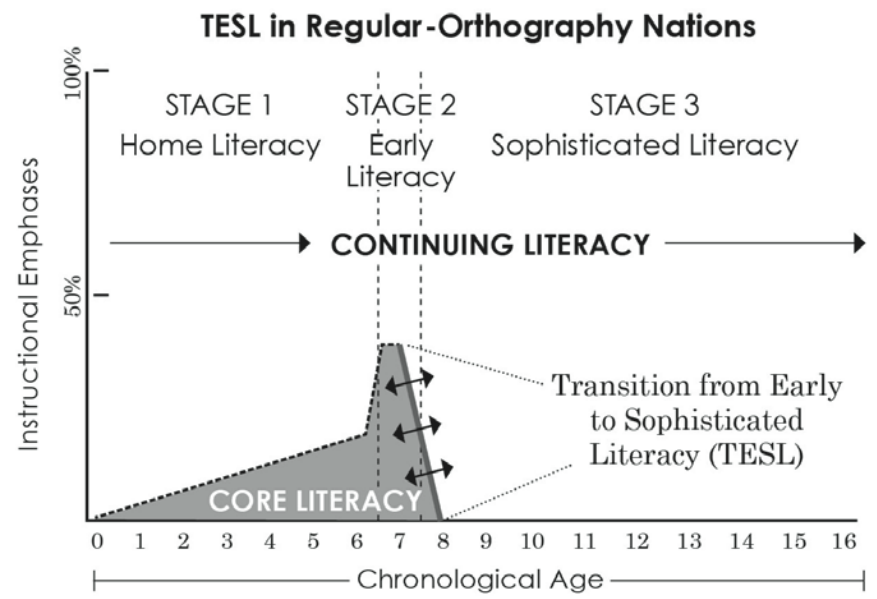 TESL in Regular-Orthography Nations
100%
STAGE 1
Home Literacy
STAGE 2
Early
Literacy
STAGE 3
Sophisticated Literacy
CONTINUING LITERACY
Instructional Emphases
50%
Transition from Early
to Sophisticated
Literacy (TESL)
CORE LITERACY
0 1 2 3 4 5 6 7 8 9 10 11 12 13 14 15 16
Chronological Age